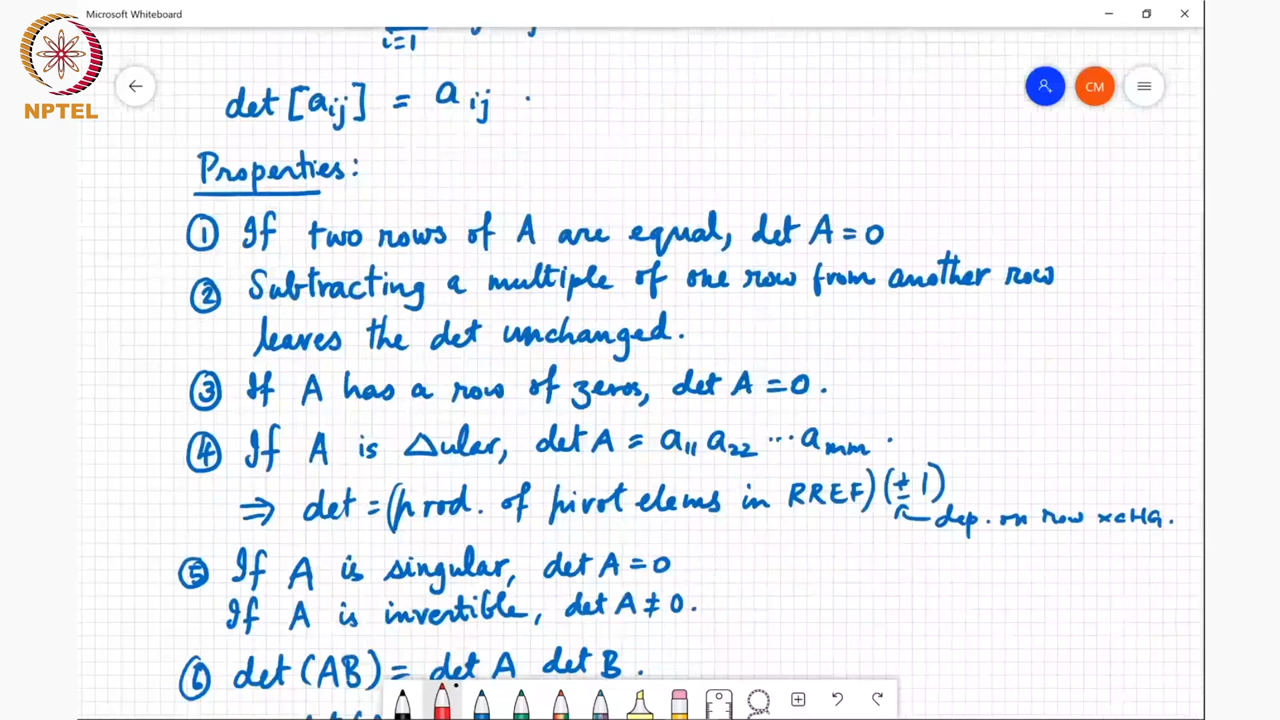 Microsoft Whiteboard
NPTEL
CM
i=1
det [aij] = aij .
Properties:
① If two rows of A are equal, det A = 0
② Subtracting a multiple of one row from another row
leaves the det unchanged.
③ If A has a row of zeros, det A = 0.
④ If A is Δular, det A = a11 a22 ... amm .
⇒ det = (prod. of pivot elems in RREF) (± 1)
dep. on row xcHG.
⑤ If A is singular, det A = 0
If A is invertible, det A ≠ 0.
⑥ det (AB) = det A det B .